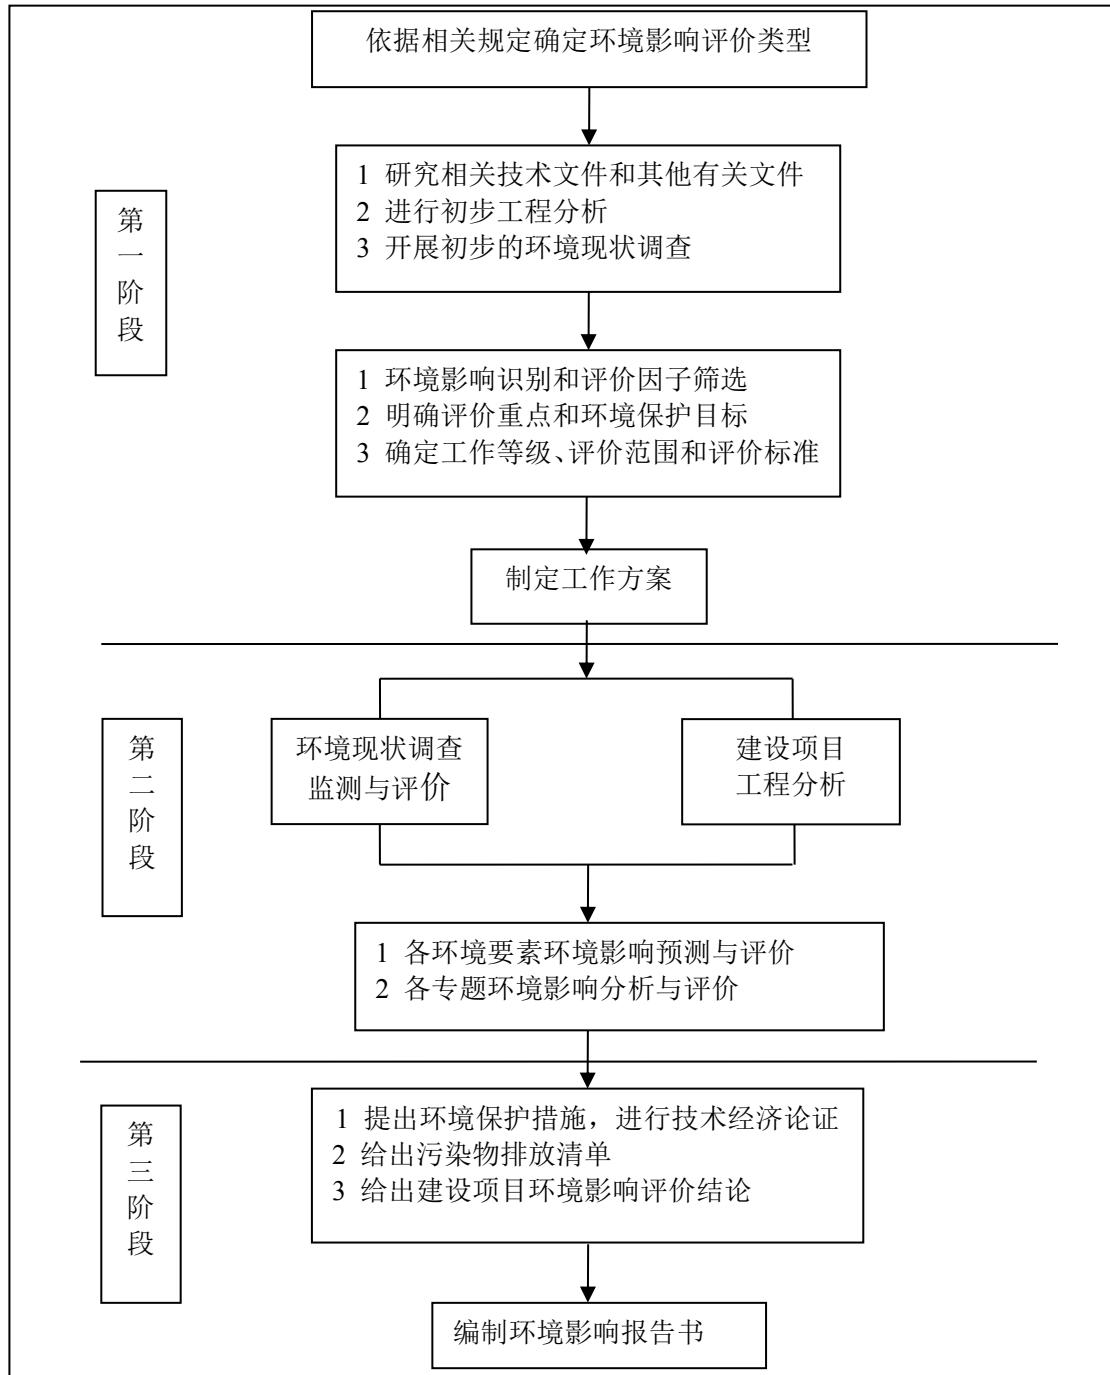 依据相关规定确定环境影响评价类型
第
一
阶
段
1 研究相关技术文件和其他有关文件
2 进行初步工程分析
3 开展初步的环境现状调查
1 环境影响识别和评价因子筛选
2 明确评价重点和环境保护目标
3 确定工作等级、评价范围和评价标准
制定工作方案
第
二
阶
段
环境现状调查
监测与评价
建设项目
工程分析
1 各环境要素环境影响预测与评价
2 各专题环境影响分析与评价
第
三
阶
段
1 提出环境保护措施，进行技术经济论证
2 给出污染物排放清单
3 给出建设项目环境影响评价结论
编制环境影响报告书